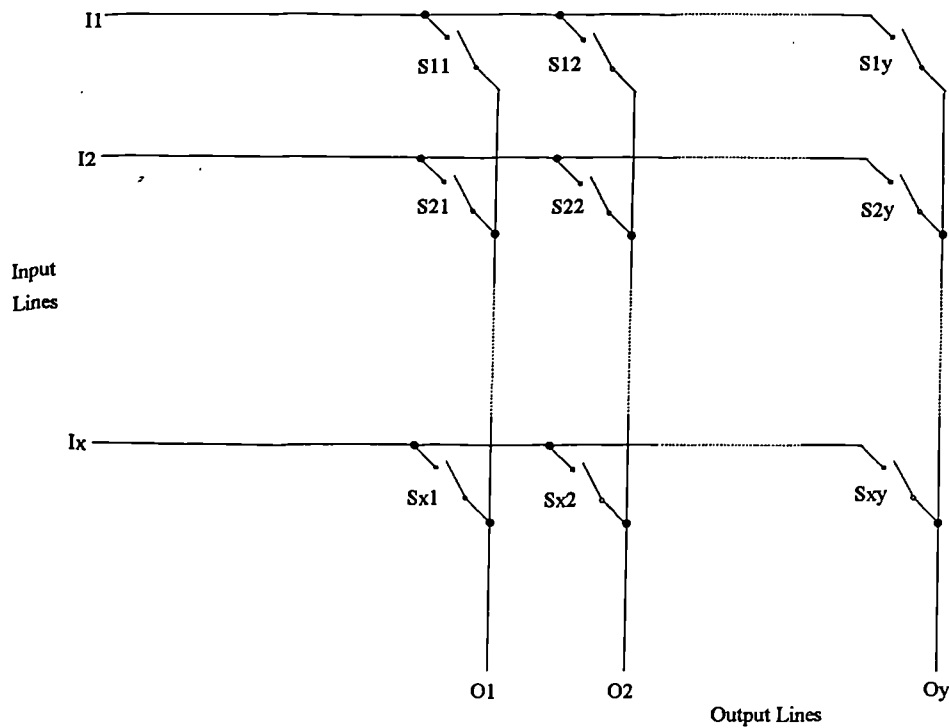 I1
S11 S12 S1y
I2
S21 S22 S2y
Input
Lines
Ix
Sx1 Sx2 Sxy
O1 O2 Oy
Output Lines